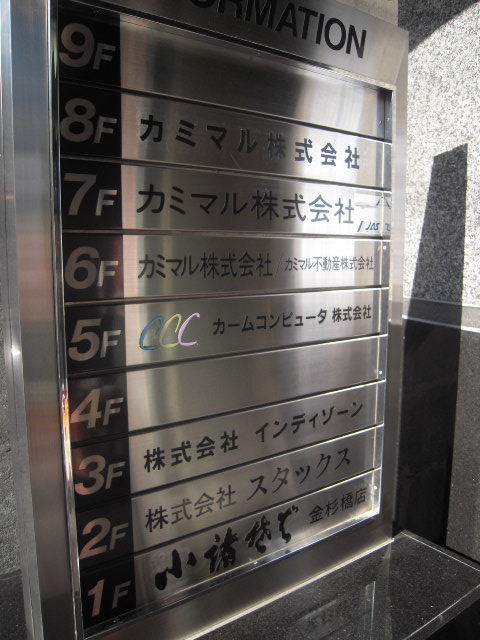 ORMATION
9F
8F カミマル株式会社
7F カミマル株式会社 JAS
6F カミマル株式会社/カミマル不動産株式会社
5F CCC カームコンピュータ 株式会社
4F
3F 株式会社 インディゾーン
2F 株式会社 スタックス
1F 小諸そば 金杉橋店